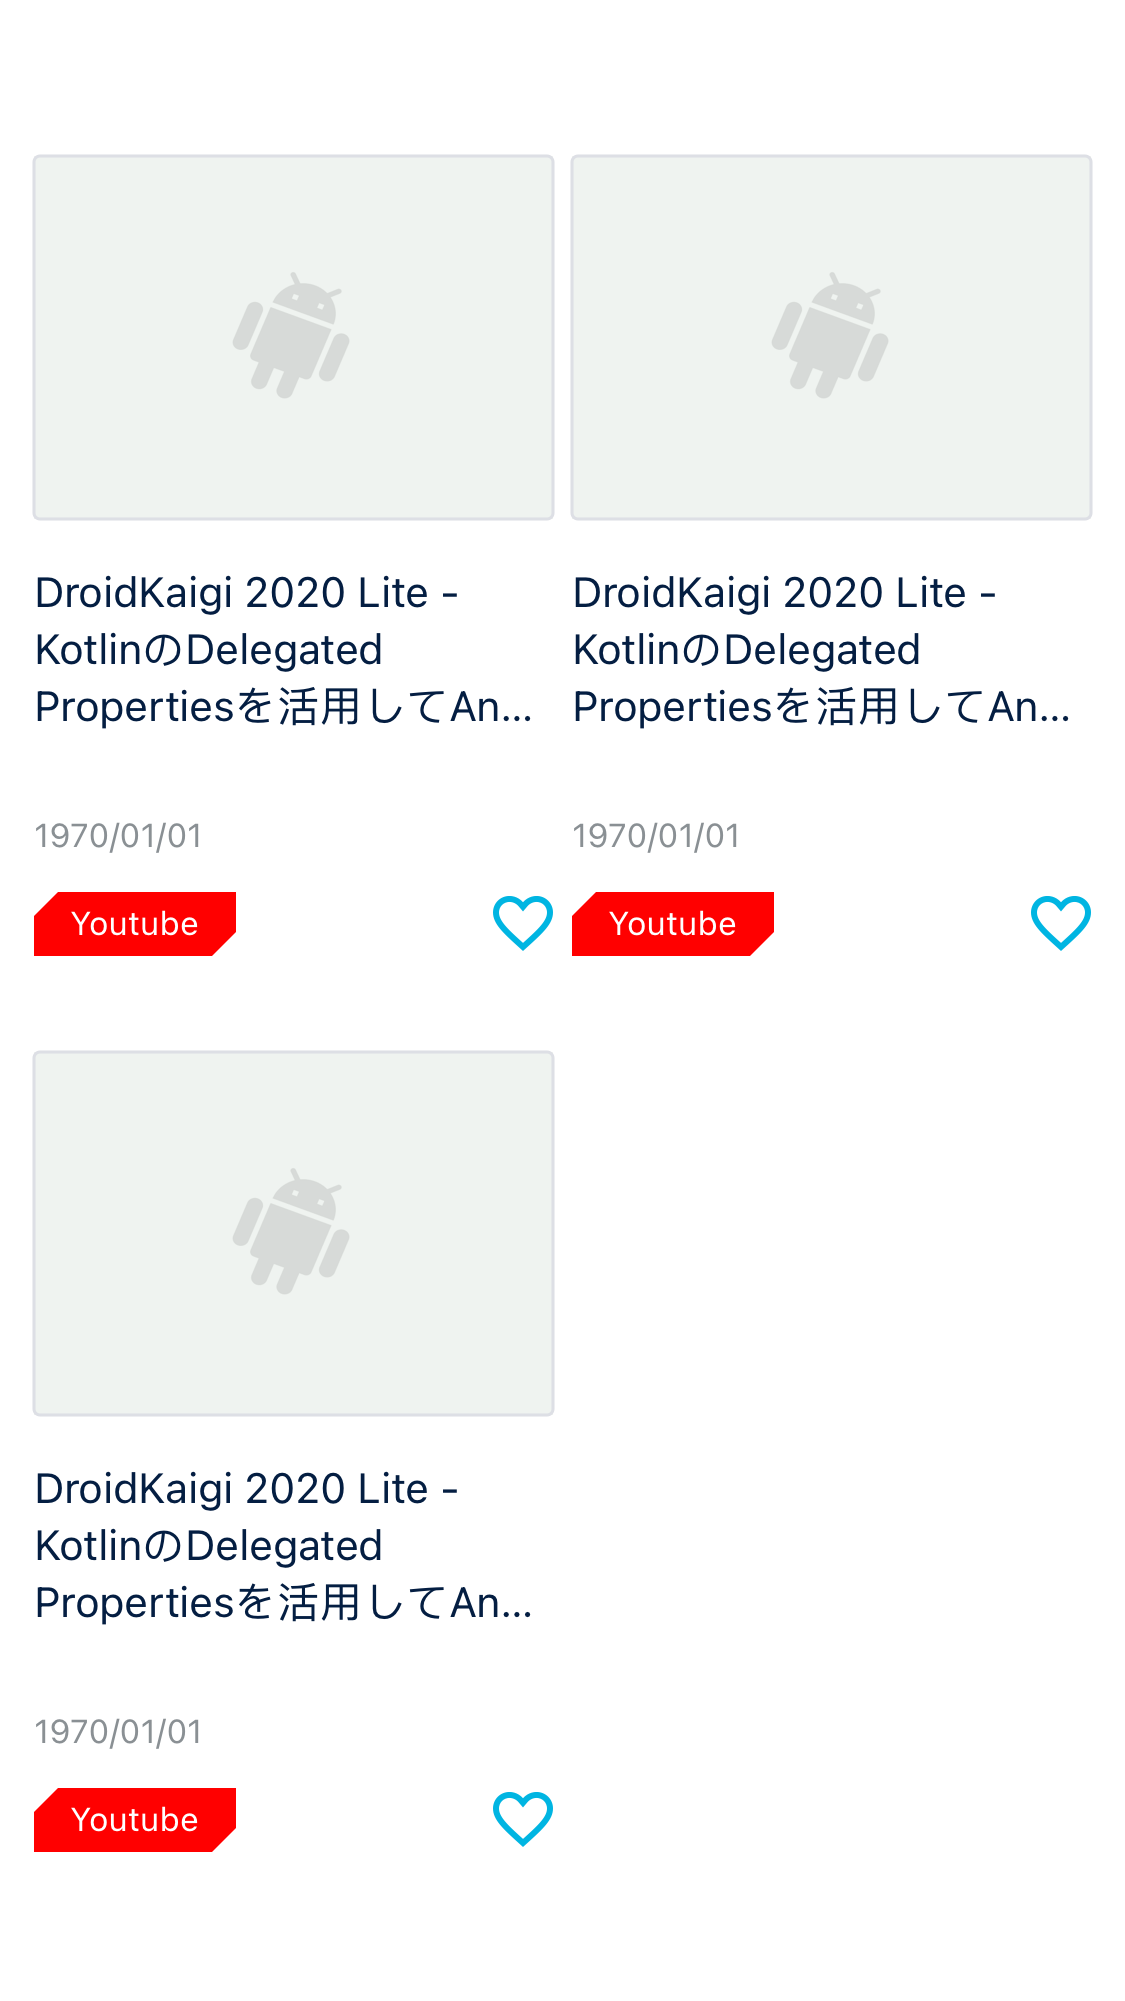 DroidKaigi 2020 Lite -
KotlinのDelegated
Propertiesを活用してAn...
1970/01/01
Youtube
DroidKaigi 2020 Lite -
KotlinのDelegated
Propertiesを活用してAn...
1970/01/01
Youtube
DroidKaigi 2020 Lite -
KotlinのDelegated
Propertiesを活用してAn...
1970/01/01
Youtube